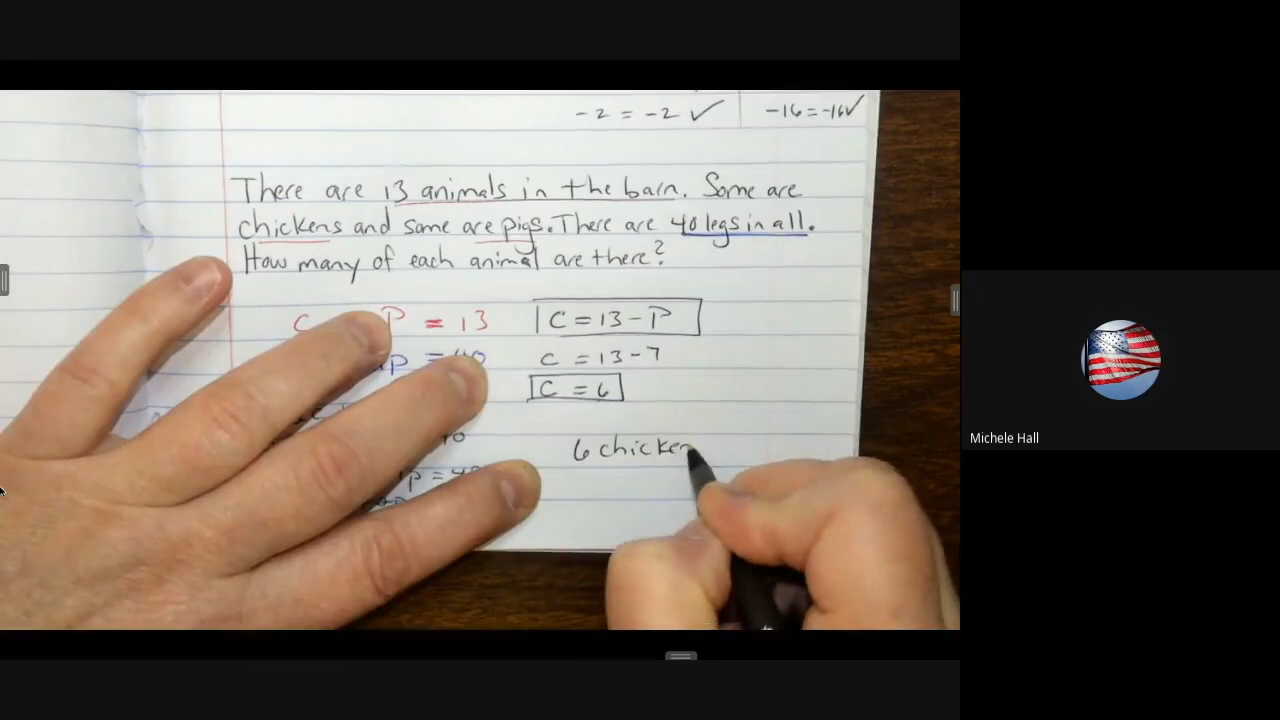 -2 = -2 ✓ -16=-16✓
There are 13 animals in the barn. Some are
chickens and some are pigs. There are 40 legs in all.
How many of each animal are there?
C P = 13 C = 13 - P
p = 40 C = 13 - 7
C = 6
6 chicken
p = 40
Michele Hall